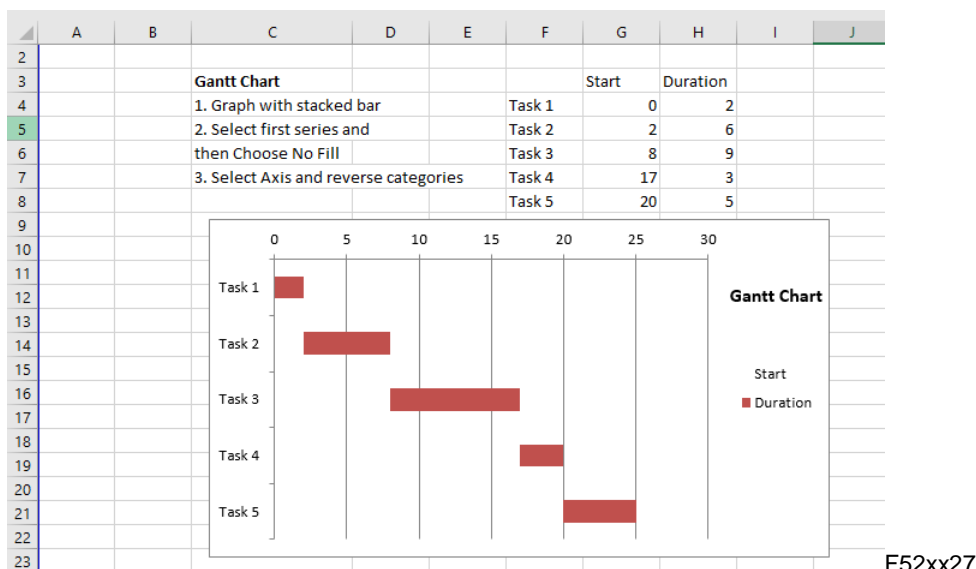 A B C D E F G H I J
2
3 Gantt Chart Start Duration
4 1. Graph with stacked bar Task 1 0 2
5 2. Select first series and Task 2 2 6
6 then Choose No Fill Task 3 8 9
7 3. Select Axis and reverse categories Task 4 17 3
8 Task 5 20 5
9
10 0 5 10 15 20 25 30
11
12 Task 1 Gantt Chart
13
14 Task 2
15 Start
16 Task 3 Duration
17
18
19 Task 4
20
21 Task 5
22
23
F52xx27